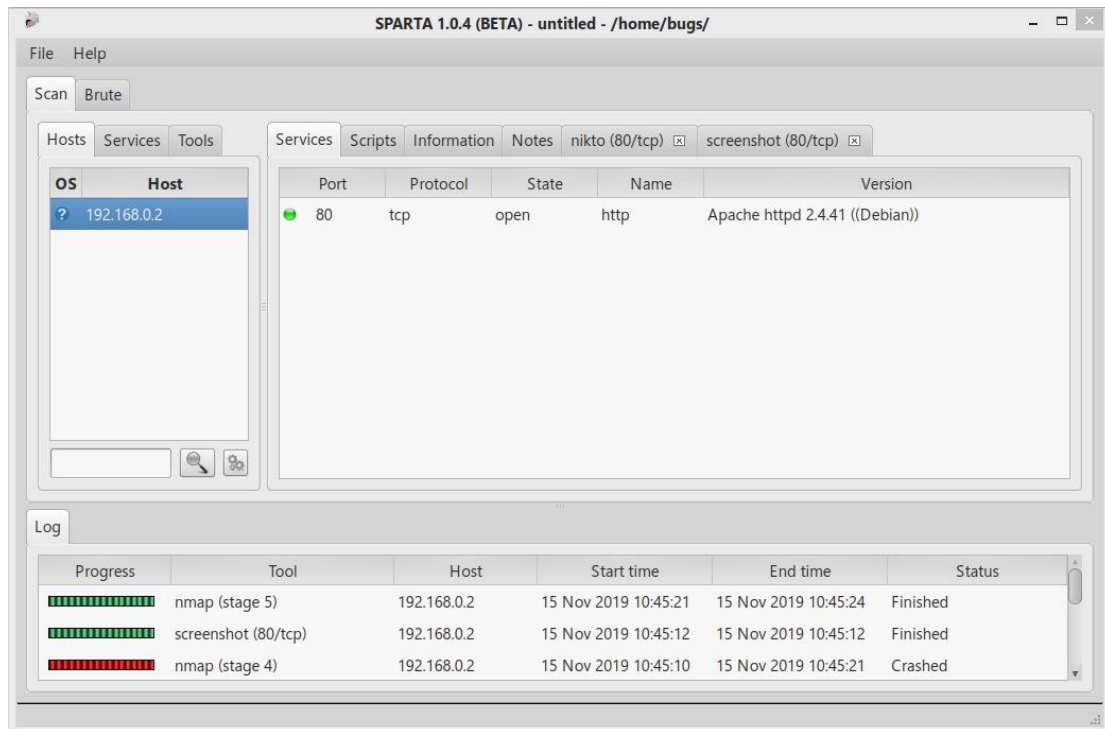 SPARTA 1.0.4 (BETA) - untitled - /home/bugs/
File Help
Scan Brute
Hosts Services Tools
Services Scripts Information Notes nikto (80/tcp) screenshot (80/tcp)
OS Host
? 192.168.0.2
Port Protocol State Name Version
80 tcp open http Apache httpd 2.4.41 ((Debian))
Log
Progress Tool Host Start time End time Status
nmap (stage 5) 192.168.0.2 15 Nov 2019 10:45:21 15 Nov 2019 10:45:24 Finished
screenshot (80/tcp) 192.168.0.2 15 Nov 2019 10:45:12 15 Nov 2019 10:45:12 Finished
nmap (stage 4) 192.168.0.2 15 Nov 2019 10:45:10 15 Nov 2019 10:45:21 Crashed